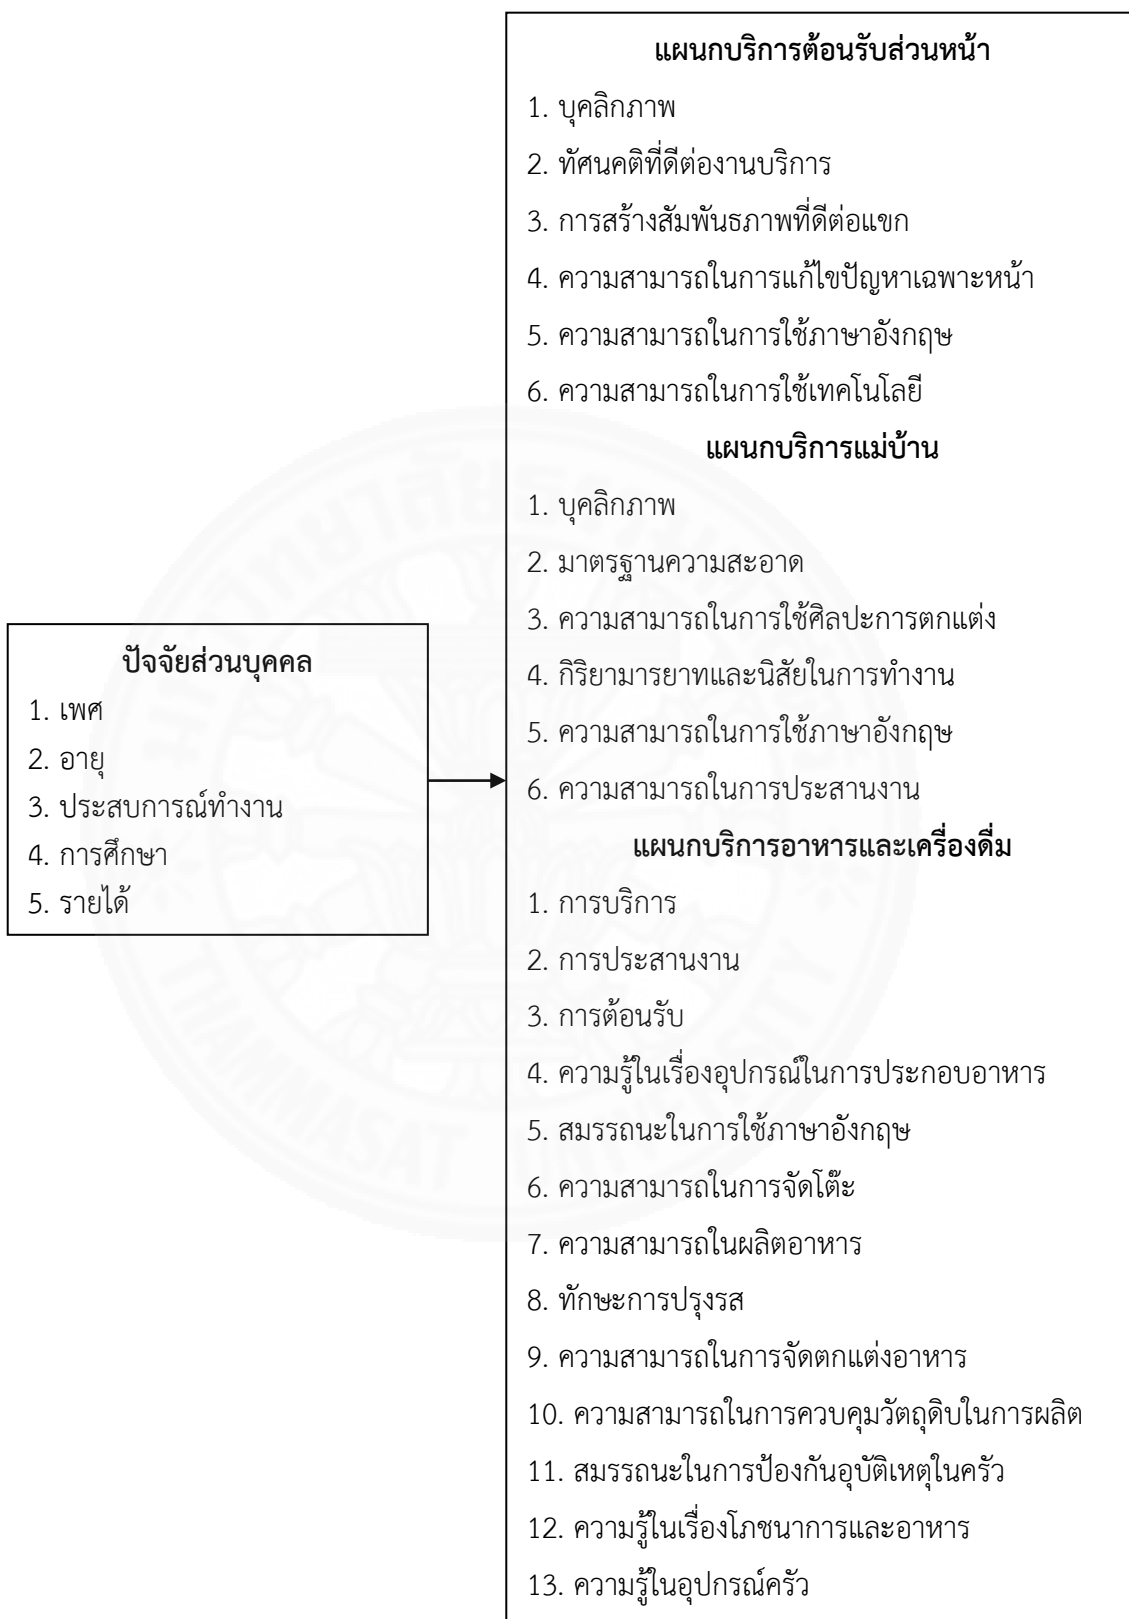 แผนกบริการต้อนรับส่วนหน้า
1. บุคลิกภาพ
2. ทัศนคติที่ดีต่องานบริการ
3. การสร้างสัมพันธภาพที่ดีต่อแขก
4. ความสามารถในการแก้ไขปัญหาเฉพาะหน้า
5. ความสามารถในการใช้ภาษาอังกฤษ
6. ความสามารถในการใช้เทคโนโลยี
แผนกบริการแม่บ้าน
1. บุคลิกภาพ
2. มาตรฐานความสะอาด
3. ความสามารถในการใช้ศิลปะการตกแต่ง
4. กิริยามารยาทและนิสัยในการทำงาน
5. ความสามารถในการใช้ภาษาอังกฤษ
6. ความสามารถในการประสานงาน
แผนกบริการอาหารและเครื่องดื่ม
1. การบริการ
2. การประสานงาน
3. การต้อนรับ
4. ความรู้ในเรื่องอุปกรณ์ในการประกอบอาหาร
5. สมรรถนะในการใช้ภาษาอังกฤษ
6. ความสามารถในการจัดโต๊ะ
7. ความสามารถในผลิตอาหาร
8. ทักษะการปรุงรส
9. ความสามารถในการจัดตกแต่งอาหาร
10. ความสามารถในการควบคุมวัตถุดิบในการผลิต
11. สมรรถนะในการป้องกันอุบัติเหตุในครัว
12. ความรู้ในเรื่องโภชนาการและอาหาร
13. ความรู้ในอุปกรณ์ครัว
ปัจจัยส่วนบุคคล
1. เพศ
2. อายุ
3. ประสบการณ์ทำงาน
4. การศึกษา
5. รายได้
THAMMASAT UNIVERSITY